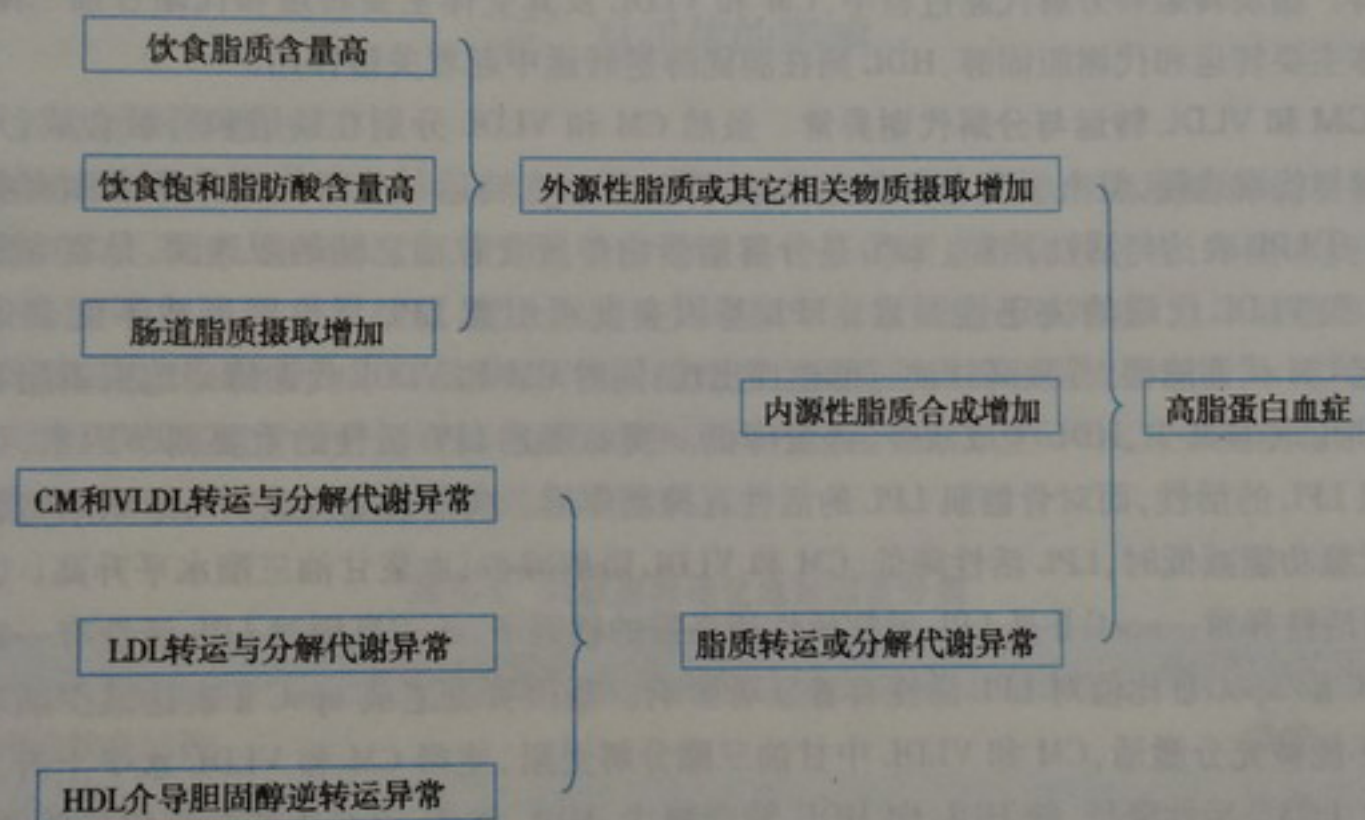 饮食脂质含量高
饮食饱和脂肪酸含量高
外源性脂质或其它相关物质摄取增加
肠道脂质摄取增加
内源性脂质合成增加
高脂蛋白血症
CM和VLDL转运与分解代谢异常
LDL转运与分解代谢异常
脂质转运或分解代谢异常
HDL介导胆固醇逆转运异常